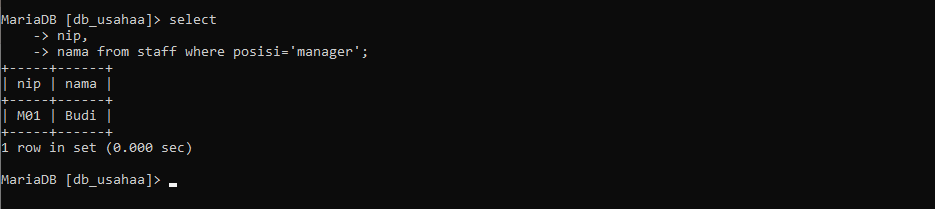 MariaDB [db_usahaa]> select
    -> nip,
    -> nama from staff where posisi='manager';
+-----+------+
| nip | nama |
+-----+------+
| M01 | Budi |
+-----+------+
1 row in set (0.000 sec)
MariaDB [db_usahaa]> _